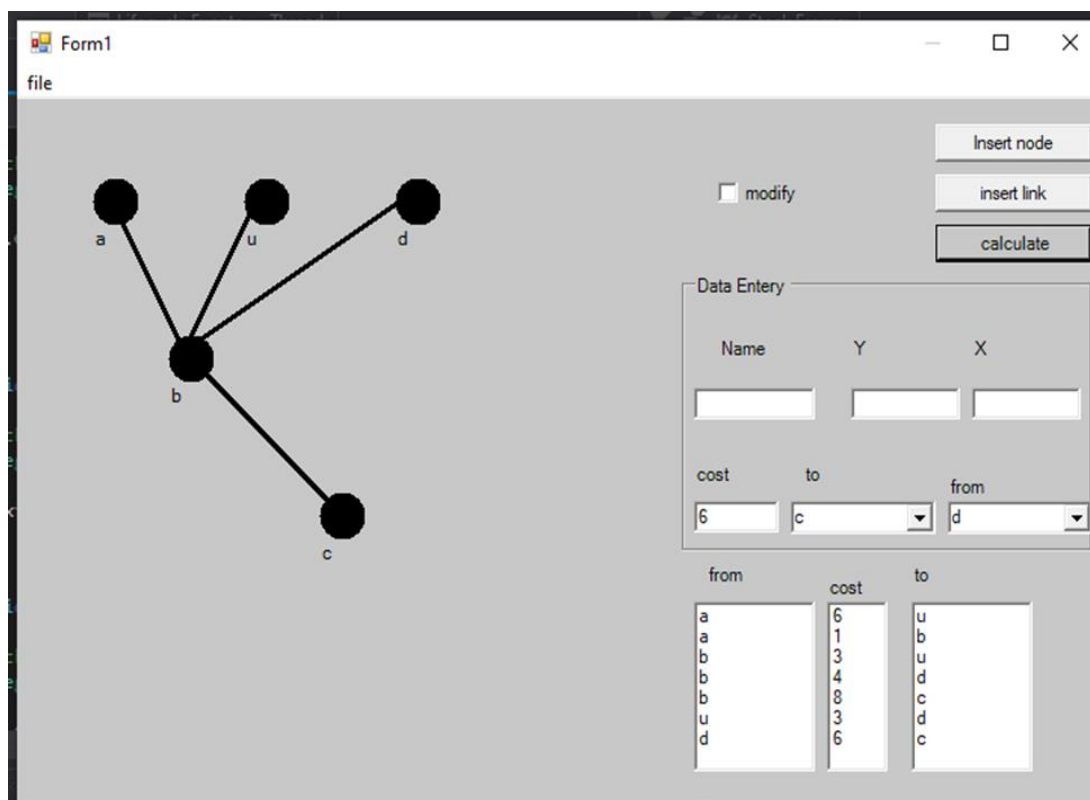 Form1
file
Insert node
modify
insert link
calculate
Data Entery
Name Y X
a u d
b
c
cost to from
6 c d
from cost to
a 6 u
a 1 b
b 3 u
b 4 d
b 8 c
u 3 d
d 6 c